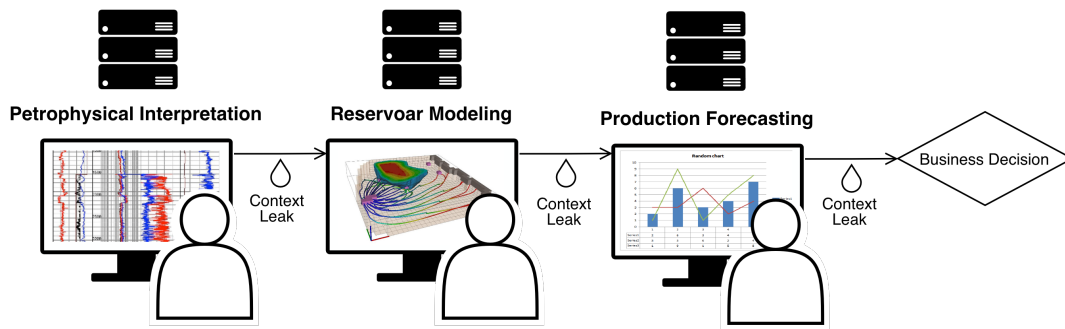 Petrophysical Interpretation
Reservoar Modeling
Production Forecasting
Random chart
Context
Leak
Context
Leak
Context
Leak
Business Decision